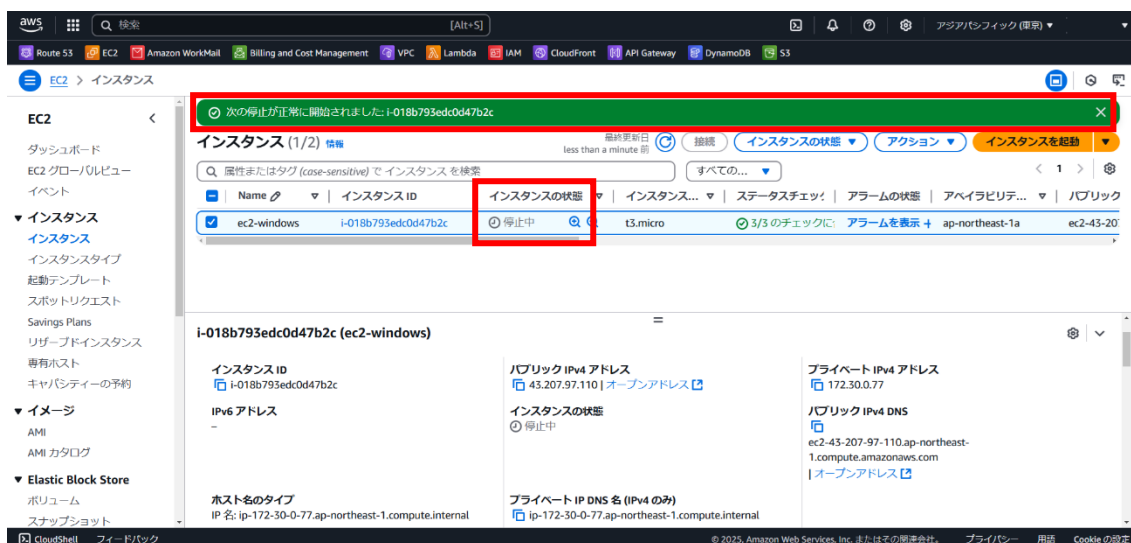 aws 検索 [Alt+S] アジアパシフィック (東京) ▼
Route 53 EC2 Amazon WorkMail Billing and Cost Management VPC Lambda IAM CloudFront API Gateway DynamoDB S3
EC2 > インスタンス
EC2
ダッシュボード
EC2 グローバルビュー
イベント
▼ インスタンス
インスタンス
インスタンスタイプ
起動テンプレート
スポットリクエスト
Savings Plans
リザーブドインスタンス
専有ホスト
キャパシティーの予約
▼ イメージ
AMI
AMI カタログ
▼ Elastic Block Store
ボリューム
スナップショット
次の停止が正常に開始されました: i-018b793edc0d47b2c
インスタンス (1/2) 情報
最終更新日
less than a minute 前
接続 インスタンスの状態 ▼ アクション ▼ インスタンスを起動 ▼
属性またはタグ (case-sensitive) で インスタンス を検索 すべての... ▼ < 1 >
Name インスタンス ID インスタンスの状態 インスタンス... ステータスチェック アラームの状態 アベイラビリテ... パブリック
ec2-windows i-018b793edc0d47b2c 停止中 t3.micro 3/3 のチェックに アラームを表示 + ap-northeast-1a ec2-43-20
i-018b793edc0d47b2c (ec2-windows)
インスタンス ID
i-018b793edc0d47b2c
パブリック IPv4 アドレス
43.207.97.110 | オープンアドレス
プライベート IPv4 アドレス
172.30.0.77
IPv6 アドレス
–
インスタンスの状態
停止中
パブリック IPv4 DNS
ec2-43-207-97-110.ap-northeast-
1.compute.amazonaws.com
| オープンアドレス
ホスト名のタイプ
IP 名: ip-172-30-0-77.ap-northeast-1.compute.internal
プライベート IP DNS 名 (IPv4 のみ)
ip-172-30-0-77.ap-northeast-1.compute.internal
CloudShell フィードバック © 2025, Amazon Web Services, Inc. またはその関連会社。 プライバシー 用語 Cookie の設定